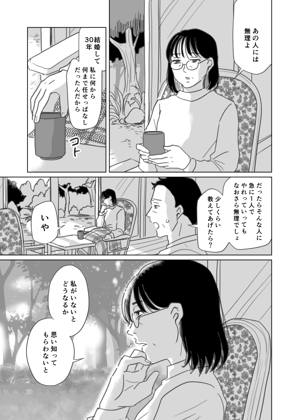 あの人には
無理よ
結婚して
30年
私に何から
何まで任せっぱなし
だったんだから
コト
だったらそんな人に
急に1人で
やれっていっても
なおさら無理でしょ
少しくらい
教えてあげたら？
いや
私がいないと
どうなるか
思い知って
もらわないと